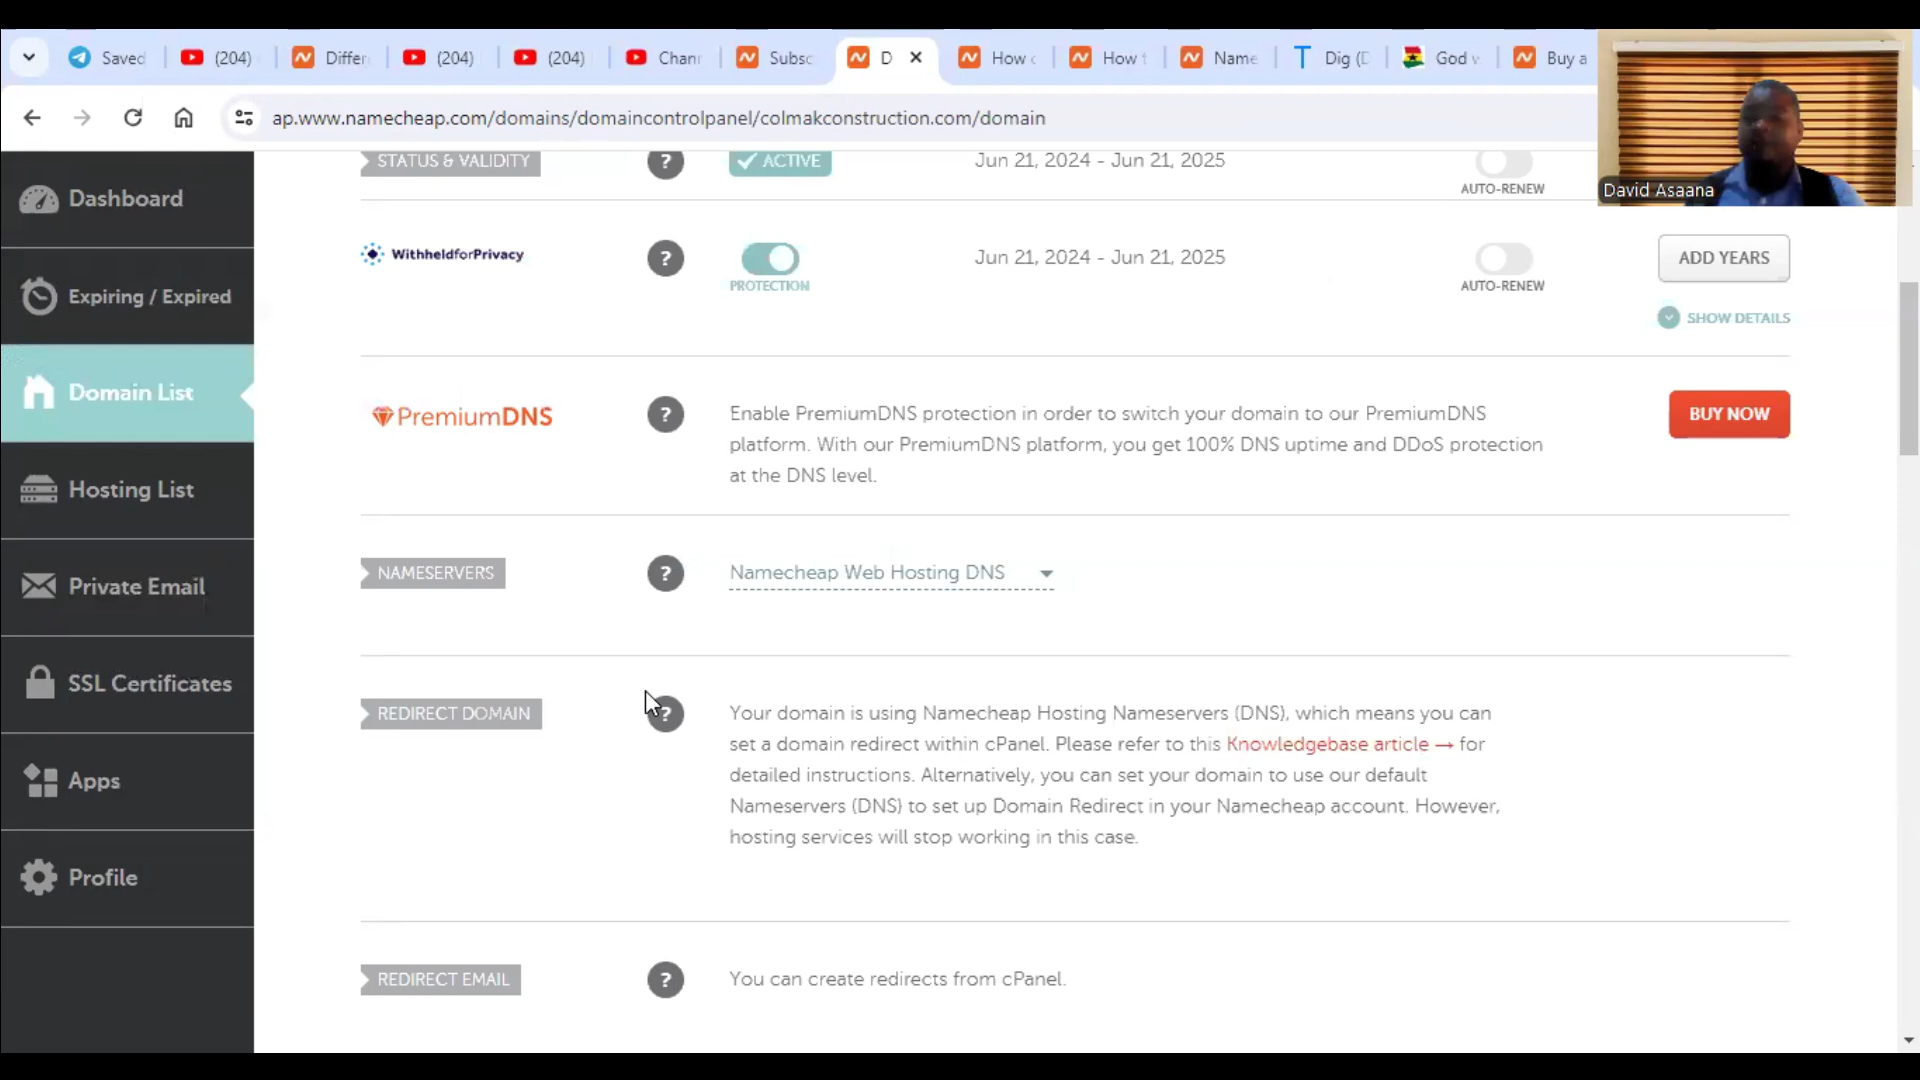 Saved
(204)
Differ
(204)
(204)
Chan
Subsc
D
How
How t
Name
Dig (D
God
Buy a
ap.www.namecheap.com/domains/domaincontrolpanel/colmakconstruction.com/domain
David Asaana
Dashboard
Expiring / Expired
Domain List
Hosting List
Private Email
SSL Certificates
Apps
Profile
STATUS & VALIDITY
?
ACTIVE
Jun 21, 2024 - Jun 21, 2025
AUTO-RENEW
WithheldforPrivacy
?
PROTECTION
Jun 21, 2024 - Jun 21, 2025
AUTO-RENEW
ADD YEARS
SHOW DETAILS
PremiumDNS
?
Enable PremiumDNS protection in order to switch your domain to our PremiumDNS
platform. With our PremiumDNS platform, you get 100% DNS uptime and DDoS protection
at the DNS level.
BUY NOW
NAMESERVERS
?
Namecheap Web Hosting DNS
REDIRECT DOMAIN
?
Your domain is using Namecheap Hosting Nameservers (DNS), which means you can
set a domain redirect within cPanel. Please refer to this Knowledgebase article → for
detailed instructions. Alternatively, you can set your domain to use our default
Nameservers (DNS) to set up Domain Redirect in your Namecheap account. However,
hosting services will stop working in this case.
REDIRECT EMAIL
?
You can create redirects from cPanel.